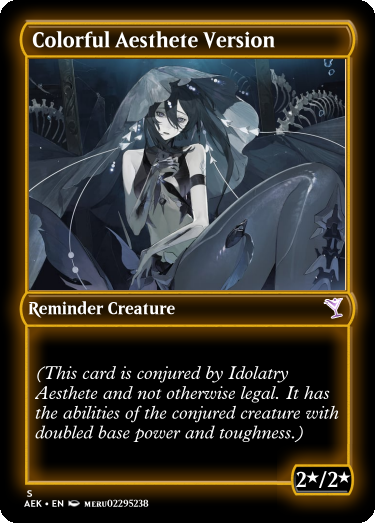 Colorful Aesthete Version
Reminder Creature
(This card is conjured by Idolatry
Aesthete and not otherwise legal. It has
the abilities of the conjured creature with
doubled base power and toughness.)
2★/2★
S
AEK • EN MERU02295238